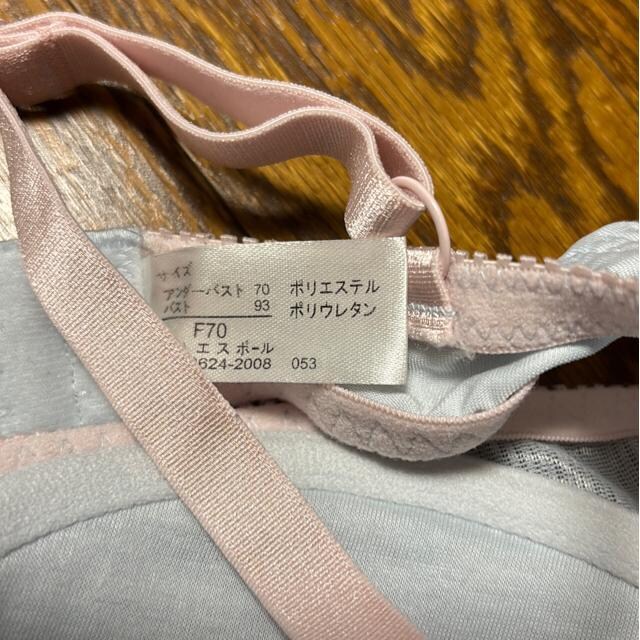 サイズ
アンダーバスト 70 ポリエステル
バスト 93 ポリウレタン
F70
エスポール
624-2008 053